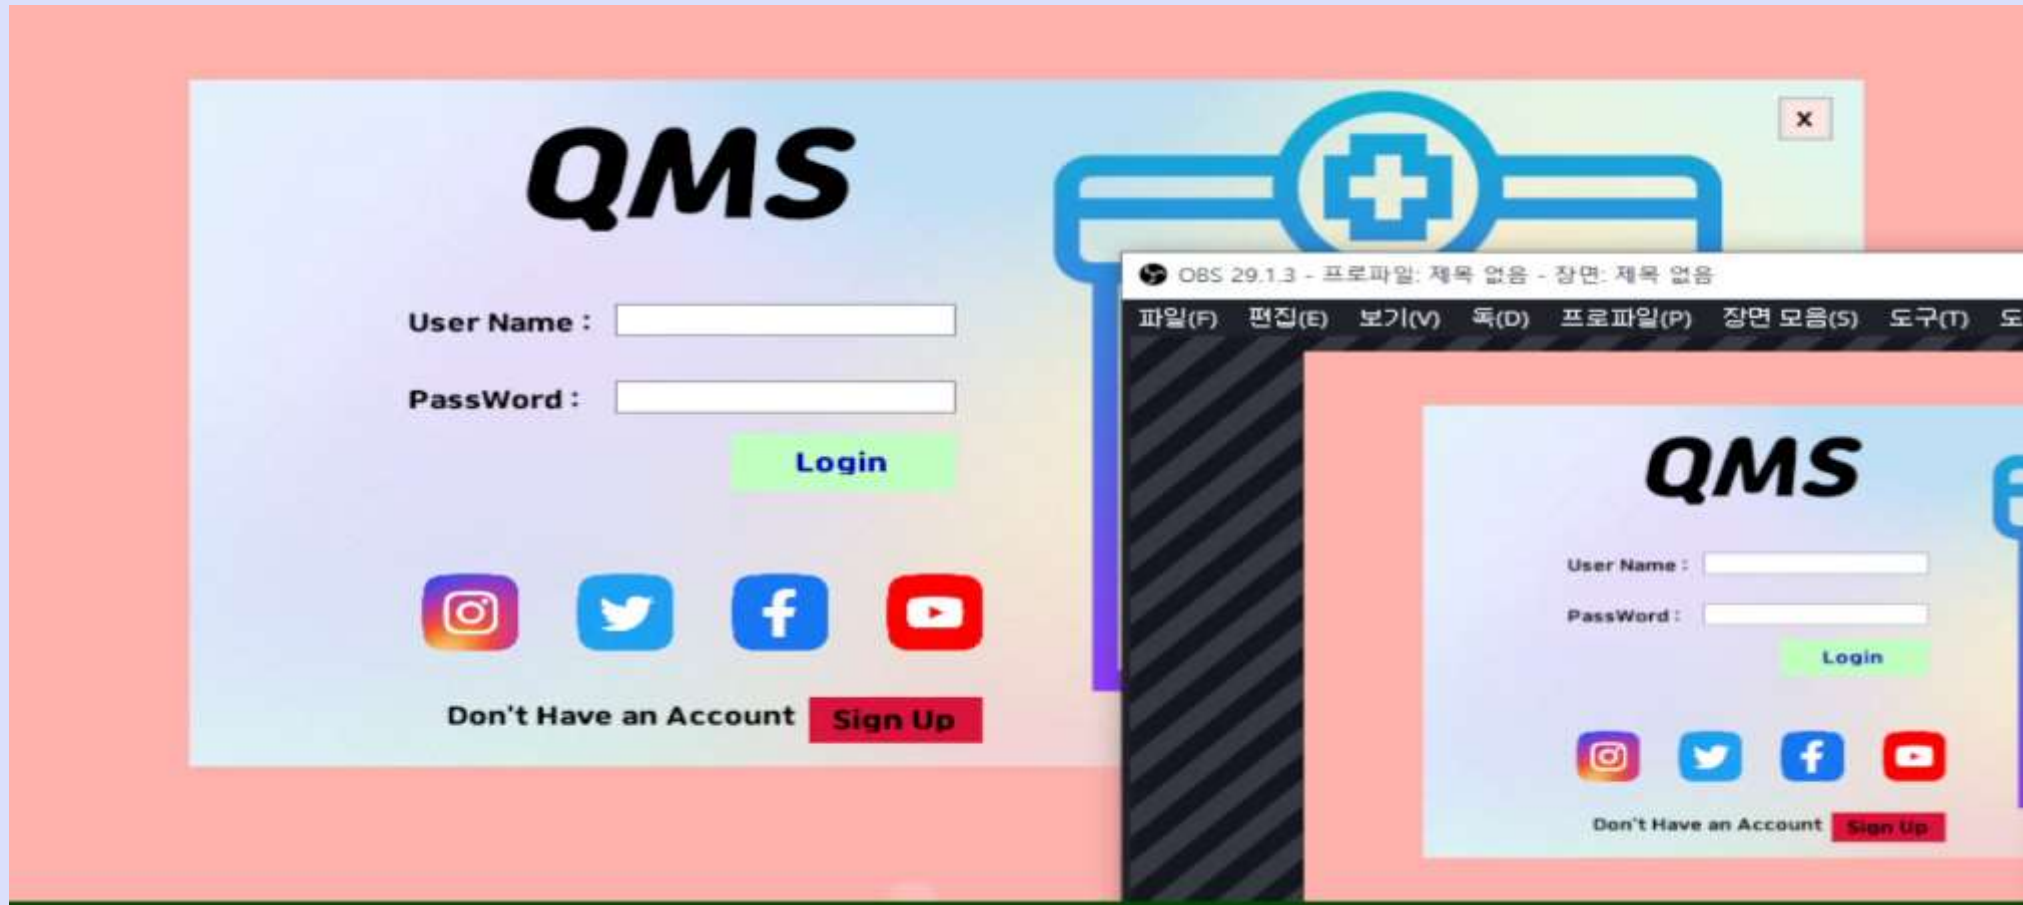 QMS
x
User Name :
PassWord :
Login
Don't Have an Account Sign Up
OBS 29.1.3 - 프로파일: 제목 없음 - 장면: 제목 없음
파일(F) 편집(E) 보기(V) 독(D) 프로파일(P) 장면 모음(S) 도구(T) 도
QMS
User Name :
PassWord :
Login
Don't Have an Account Sign Up